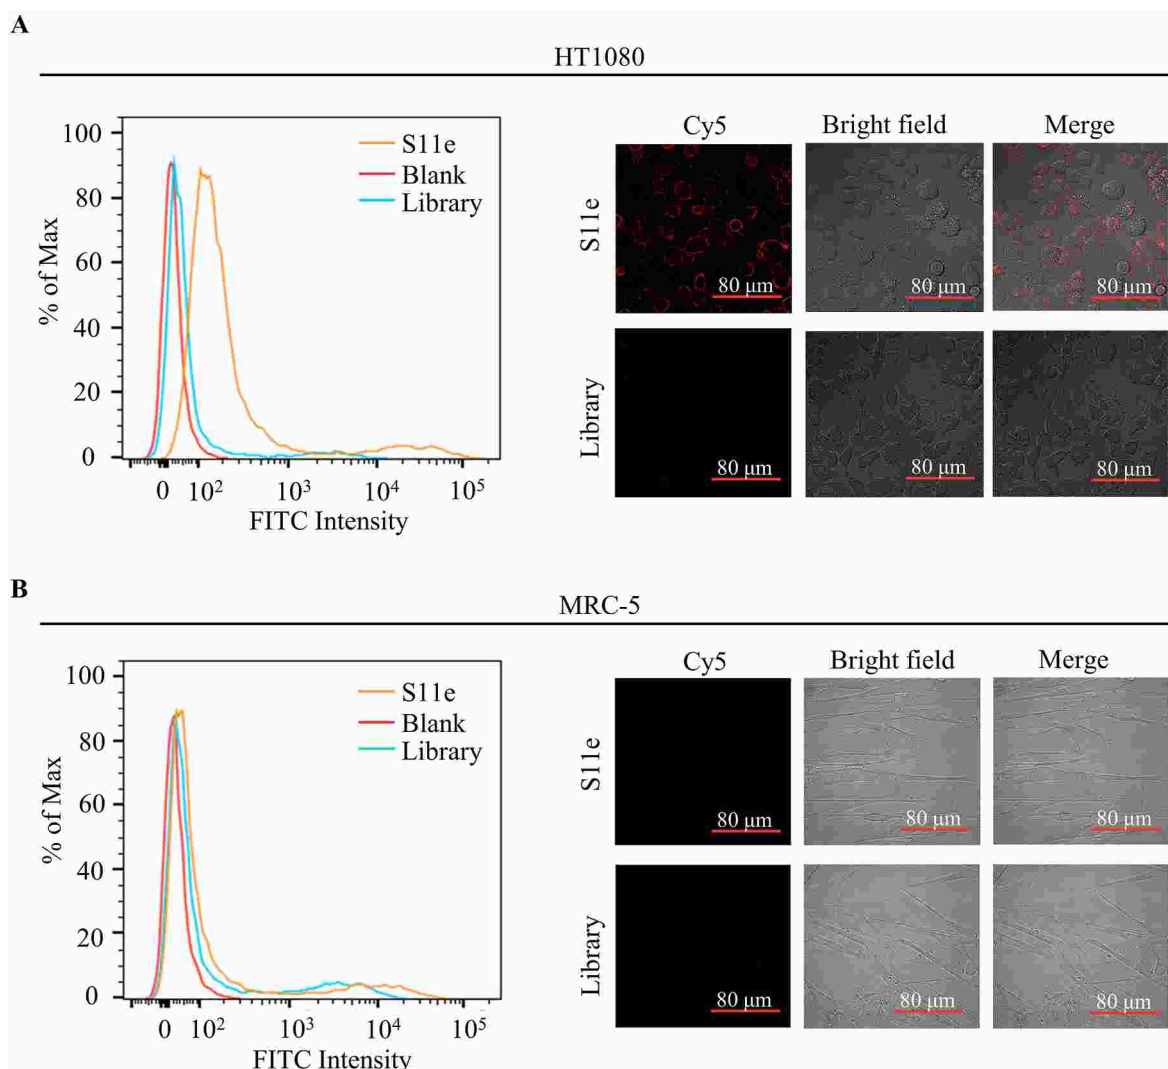 A
HT1080
100
80
60
40
20
0
% of Max
S11e
Blank
Library
0 10² 10³ 10⁴ 10⁵
FITC Intensity
Cy5 Bright field Merge
S11e
80 μm 80 μm 80 μm
Library
80 μm 80 μm 80 μm
B
MRC-5
100
80
60
40
20
0
% of Max
S11e
Blank
Library
0 10² 10³ 10⁴ 10⁵
FITC Intensity
Cy5 Bright field Merge
S11e
80 μm 80 μm 80 μm
Library
80 μm 80 μm 80 μm